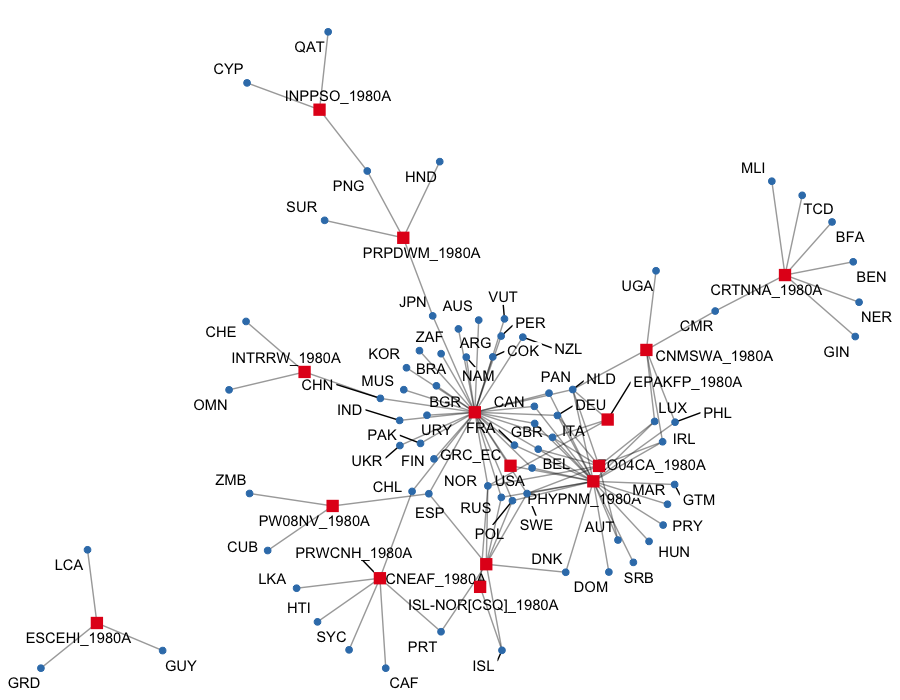 QAT
CYP
INPPSO_1980A
HND
PNG
MLI
SUR
TCD
BFA
PRPDWM_1980A
BEN
UGA
CRTNNA_1980A
JPN
AUS
VUT
NER
CMR
CHE
PER
ZAF
ARG
COK
NZL
GIN
KOR
INTRRW_1980A
CNMSWA_1980A
BRA
NAM
CHN
MUS
PAN
NLD
EPAKFP_1980A
OMN
BGR
CAN
IND
DEU
LUX
PHL
PAK
URY
FRA
GBR
ITA
IRL
UKR
FIN
GRC_EC
BEL
O04CA_1980A
ZMB
CHL
NOR
USA
MAR
GTM
PHYPNM_1980A
ESP
RUS
PW08NV_1980A
SWE
PRY
POL
AUT
CUB
PRWCNH_1980A
HUN
LCA
DNK
LKA
CNEAF_1980A
SRB
DOM
HTI
ISL-NOR[CSQ]_1980A
SYC
ESCEHI_1980A
PRT
GUY
ISL
GRD
CAF